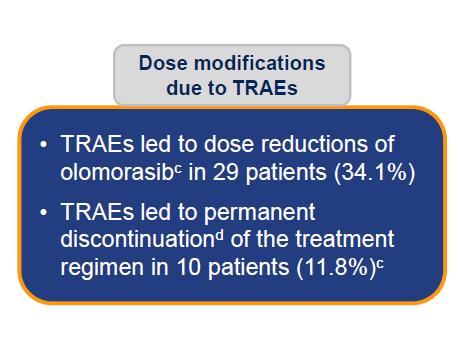 Dose modifications
due to TRAEs
• TRAEs led to dose reductions of
olomorasibᶜ in 29 patients (34.1%)
• TRAEs led to permanent
discontinuationᵈ of the treatment
regimen in 10 patients (11.8%)ᶜ